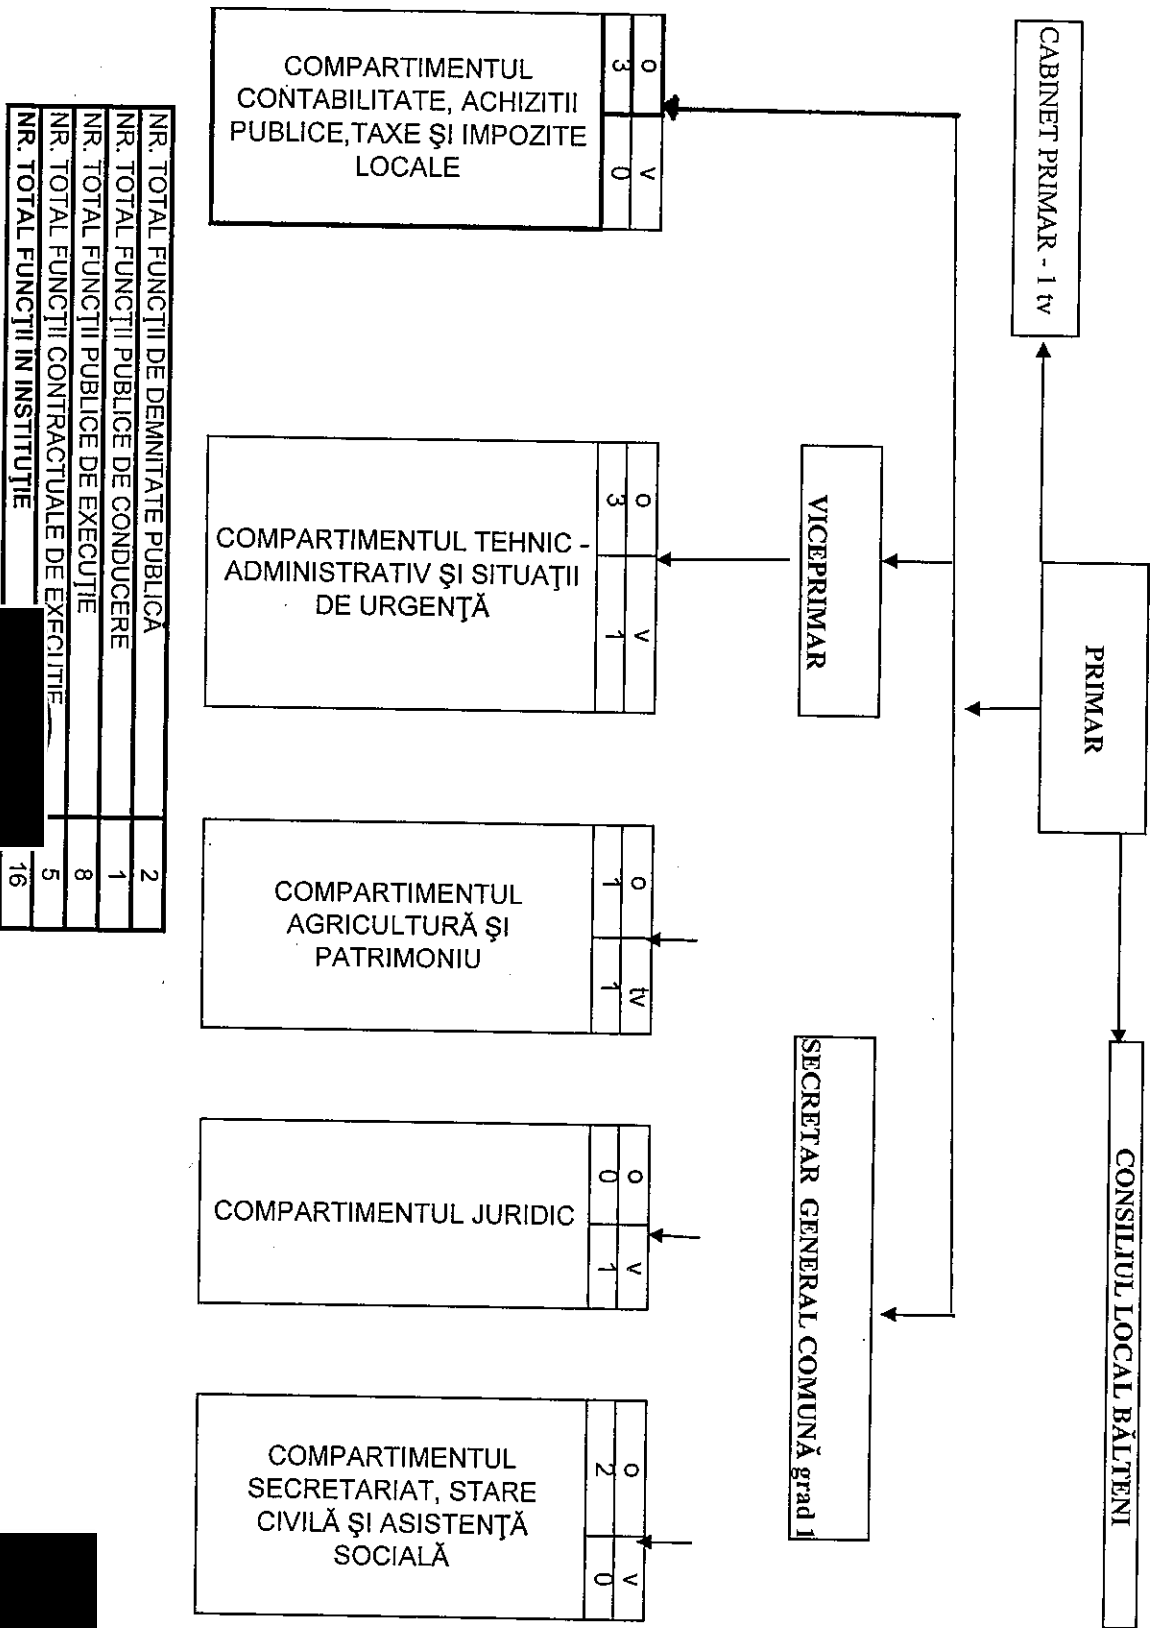 CONSILIUL LOCAL BĂLTENI
PRIMAR
CABINET PRIMAR - 1 tv
VICEPRIMAR
SECRETAR GENERAL COMUNĂ grad 1
o v
3 0
COMPARTIMENTUL
CONTABILITATE, ACHIZITII
PUBLICE,TAXE ŞI IMPOZITE
LOCALE
o v
3 1
COMPARTIMENTUL TEHNIC -
ADMINISTRATIV ŞI SITUAŢII
DE URGENŢĂ
o tv
1 1
COMPARTIMENTUL
AGRICULTURĂ ŞI
PATRIMONIU
o v
0 1
COMPARTIMENTUL JURIDIC
o v
2 0
COMPARTIMENTUL
SECRETARIAT, STARE
CIVILĂ ŞI ASISTENŢĂ
SOCIALĂ
NR. TOTAL FUNCŢII DE DEMNITATE PUBLICĂ 2
NR. TOTAL FUNCŢII PUBLICE DE CONDUCERE 1
NR. TOTAL FUNCŢII PUBLICE DE EXECUŢIE 8
NR. TOTAL FUNCŢII CONTRACTUALE DE EXECUTIE 5
NR. TOTAL FUNCŢII IN INSTITUŢIE 16